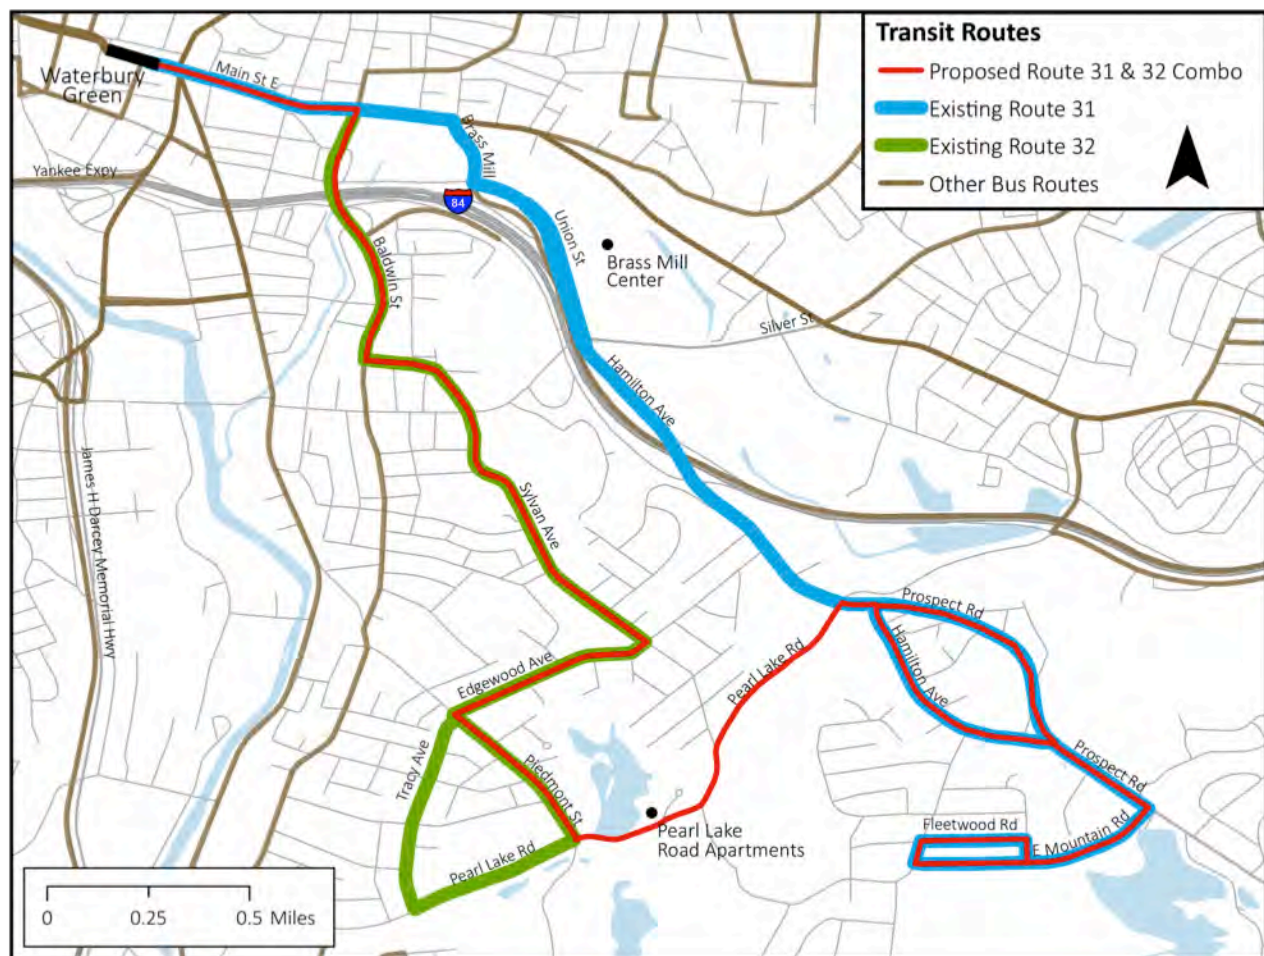 Transit Routes
Proposed Route 31 & 32 Combo
Existing Route 31
Existing Route 32
Other Bus Routes
Waterbury
Green
Main St E
Brass Mill
Yankee Expy
84
Union St
Brass Mill
Center
Baldwin St
Silver St
Hamilton Ave
James H Darcey Memorial Hwy
Sylvan Ave
Prospect Rd
Hamilton Ave
Pearl Lake Rd
Edgewood Ave
Tracy Ave
Piedmont St
Prospect Rd
Fleetwood Rd
E Mountain Rd
Pearl Lake
Road Apartments
Pearl Lake Rd
0 0.25 0.5 Miles